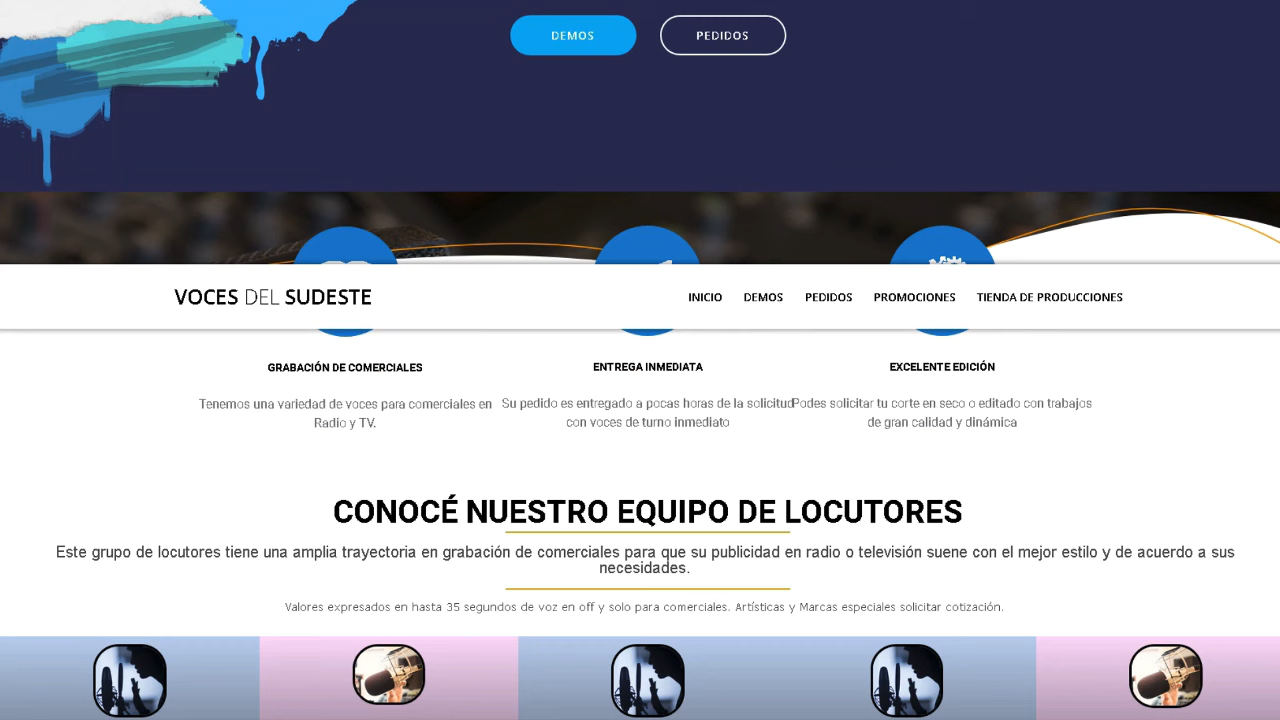 DEMOS
PEDIDOS
VOCES DEL SUDESTE
INICIO
DEMOS
PEDIDOS
PROMOCIONES
TIENDA DE PRODUCCIONES
GRABACIÓN DE COMERCIALES
Tenemos una variedad de voces para comerciales en
Radio y TV.
ENTREGA INMEDIATA
Su pedido es entregado a pocas horas de la solicitud
con voces de turno inmediato
EXCELENTE EDICIÓN
Podes solicitar tu corte en seco o editado con trabajos
de gran calidad y dinámica
CONOCÉ NUESTRO EQUIPO DE LOCUTORES
Este grupo de locutores tiene una amplia trayectoria en grabación de comerciales para que su publicidad en radio o televisión suene con el mejor estilo y de acuerdo a sus
necesidades.
Valores expresados en hasta 35 segundos de voz en off y solo para comerciales. Artísticas y Marcas especiales solicitar cotización.